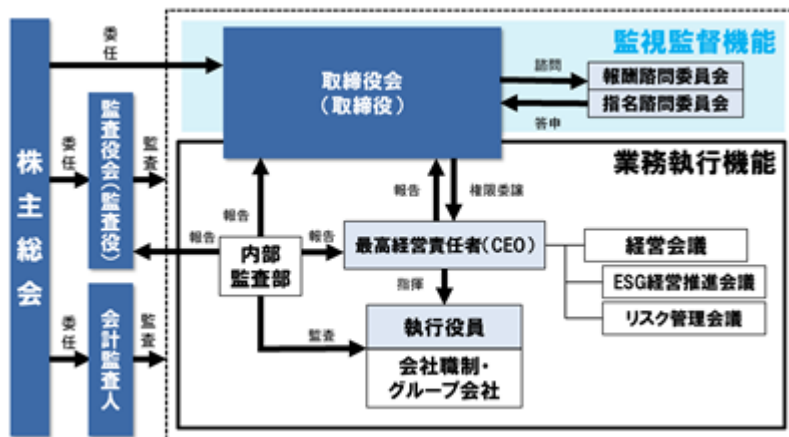 株主総会
委任
委任
監査役会(監査役)
監査
委任
会計監査人
監査
監視監督機能
取締役会
(取締役)
諮問
報酬諮問委員会
指名諮問委員会
答申
業務執行機能
報告
権限委譲
報告
報告
報告
内部
監査部
最高経営責任者(CEO)
経営会議
ESG経営推進会議
リスク管理会議
指揮
監査
執行役員
会社職制・
グループ会社